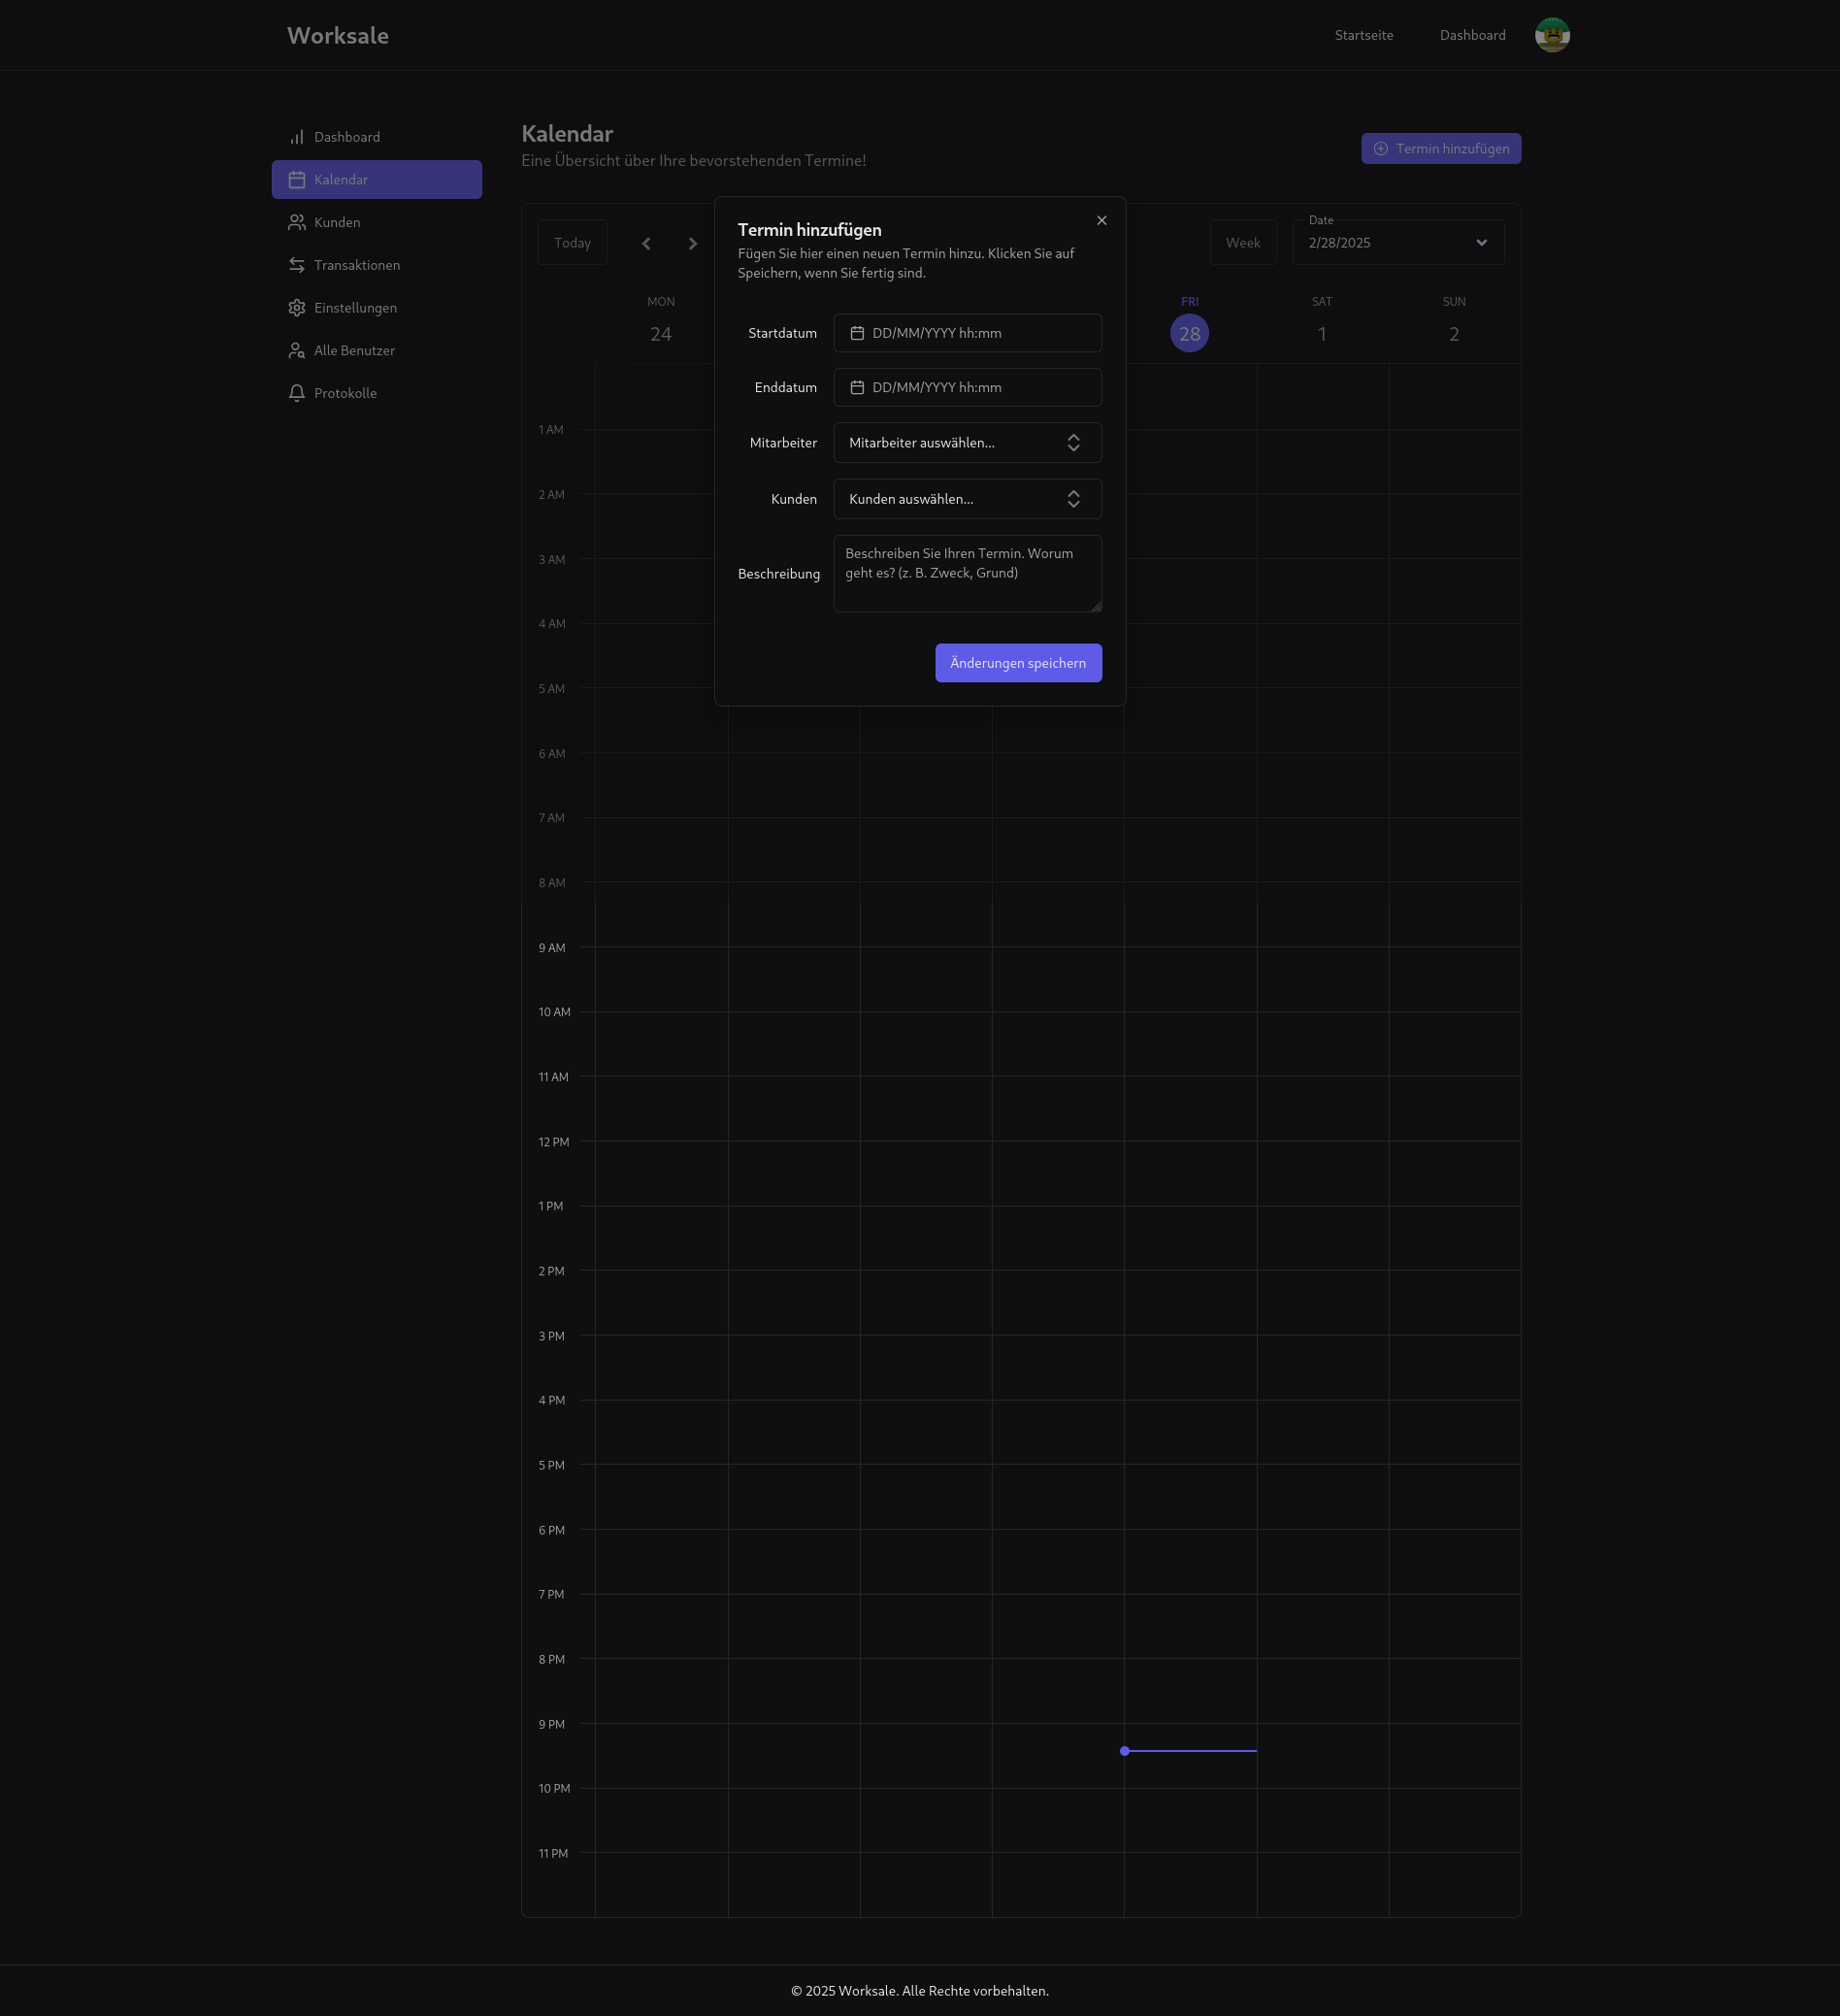 Worksale
Startseite
Dashboard
Dashboard
Kalendar
Kunden
Transaktionen
Einstellungen
Alle Benutzer
Protokolle
Kalendar
Eine Übersicht über Ihre bevorstehenden Termine!
Termin hinzufügen
Today
Week
Date
2/28/2025
MON
24
FRI
28
SAT
1
SUN
2
Termin hinzufügen
Fügen Sie hier einen neuen Termin hinzu. Klicken Sie auf
Speichern, wenn Sie fertig sind.
Startdatum
DD/MM/YYYY hh:mm
Enddatum
DD/MM/YYYY hh:mm
Mitarbeiter
Mitarbeiter auswählen...
Kunden
Kunden auswählen...
Beschreibung
Beschreiben Sie Ihren Termin. Worum
geht es? (z. B. Zweck, Grund)
Änderungen speichern
1 AM
2 AM
3 AM
4 AM
5 AM
6 AM
7 AM
8 AM
9 AM
10 AM
11 AM
12 PM
1 PM
2 PM
3 PM
4 PM
5 PM
6 PM
7 PM
8 PM
9 PM
10 PM
11 PM
© 2025 Worksale. Alle Rechte vorbehalten.